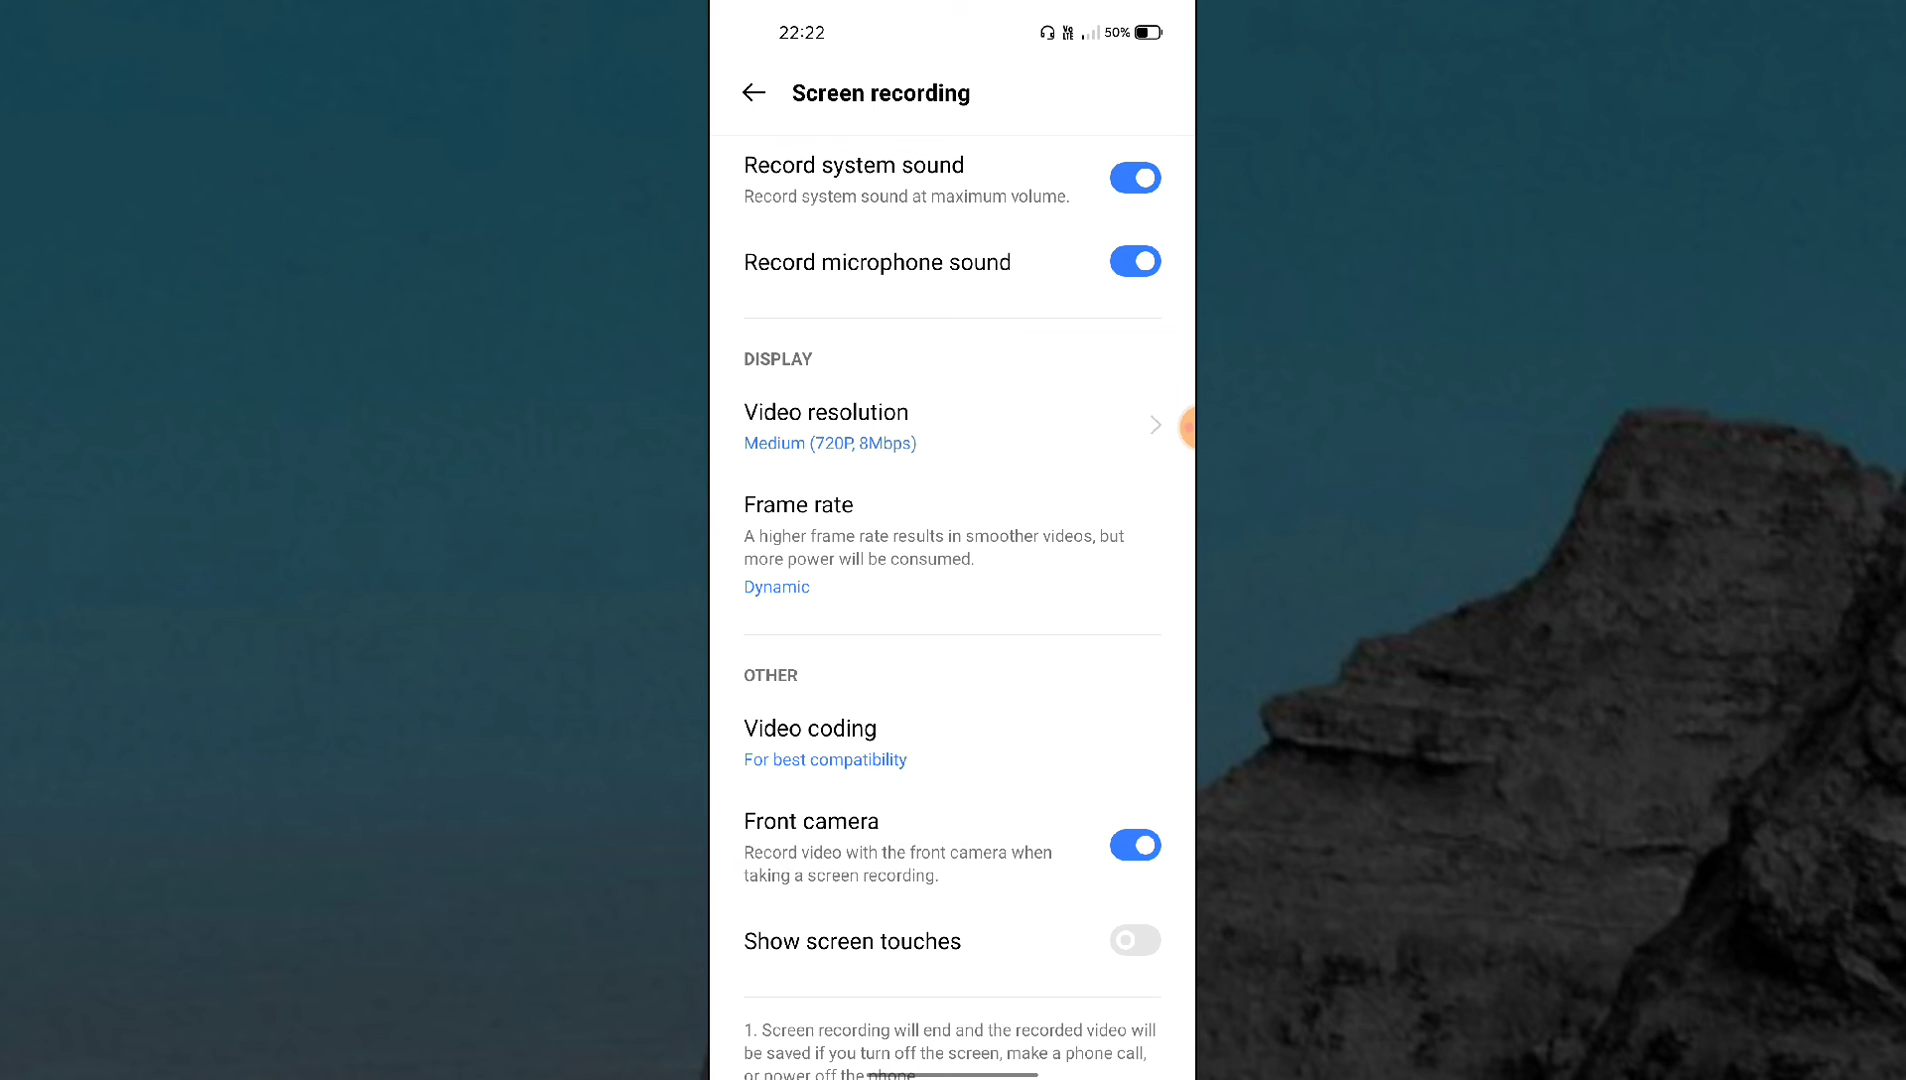 22:22
Vo LTE 50%
Screen recording
Record system sound
Record system sound at maximum volume.
Record microphone sound
DISPLAY
Video resolution
Medium (720P, 8Mbps)
Frame rate
A higher frame rate results in smoother videos, but
more power will be consumed.
Dynamic
OTHER
Video coding
For best compatibility
Front camera
Record video with the front camera when
taking a screen recording.
Show screen touches
1. Screen recording will end and the recorded video will
be saved if you turn off the screen, make a phone call,
or power off the phone.